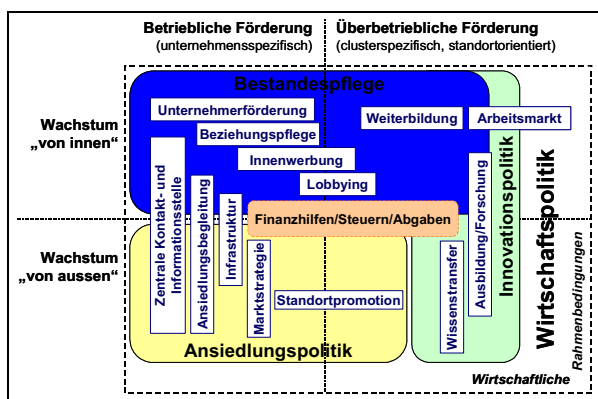 Betriebliche Förderung
(unternehmensspezifisch)
Überbetriebliche Förderung
(clusterspezifisch, standortorientiert)
Wachstum
„von innen“
Wachstum
„von aussen“
Bestandespflege
Unternehmerförderung
Beziehungspflege
Innenwerbung
Lobbying
Weiterbildung
Arbeitsmarkt
Finanzhilfen/Steuern/Abgaben
Zentrale Kontakt- und
Informationsstelle
Ansiedlungsbegleitung
Infrastruktur
Marktstrategie
Standortpromotion
Wissenstransfer
Ausbildung/Forschung
Innovationspolitik
Wirtschaftspolitik
Ansiedlungspolitik
Wirtschaftliche
Rahmenbedingungen